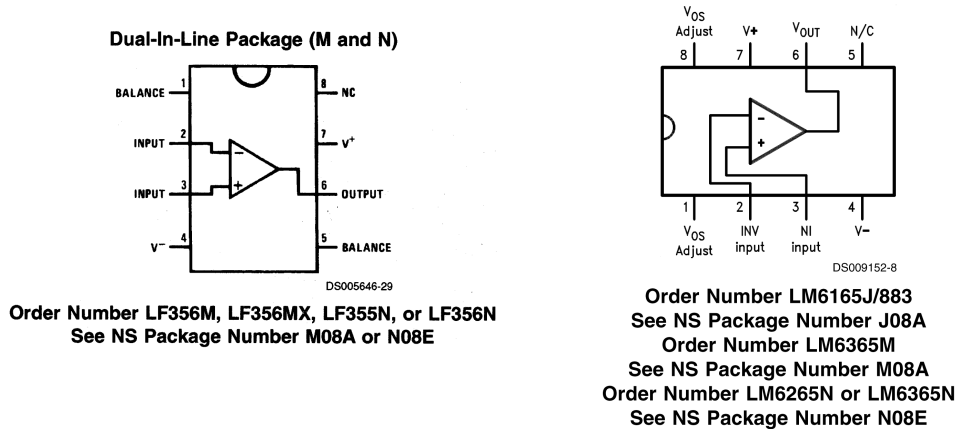 Dual-In-Line Package (M and N)
1
8
BALANCE
NC
2
7
INPUT
V+
−
3
6
INPUT
+
OUTPUT
4
5
V−
BALANCE
DS005646-29
Order Number LF356M, LF356MX, LF355N, or LF356N
See NS Package Number M08A or N08E
VOS
Adjust
V+
VOUT
N/C
8
7
6
5
-
+
1
2
3
4
VOS
Adjust
INV
input
NI
input
V-
DS009152-8
Order Number LM6165J/883
See NS Package Number J08A
Order Number LM6365M
See NS Package Number M08A
Order Number LM6265N or LM6365N
See NS Package Number N08E